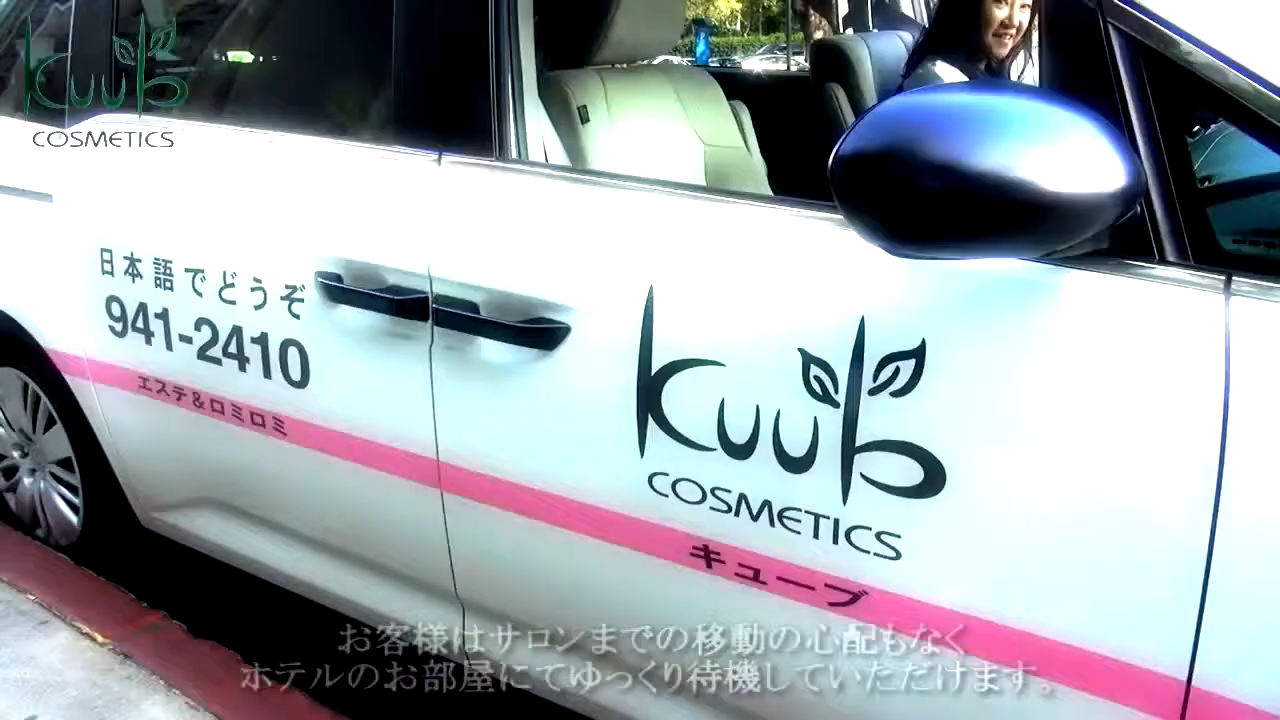 kuub
COSMETICS
日本語でどうぞ
941-2410
エステ&ロミロミ
kuub
COSMETICS
キューブ
お客様はサロンまでの移動の心配もなく
ホテルのお部屋にてゆっくり待機していただけます。